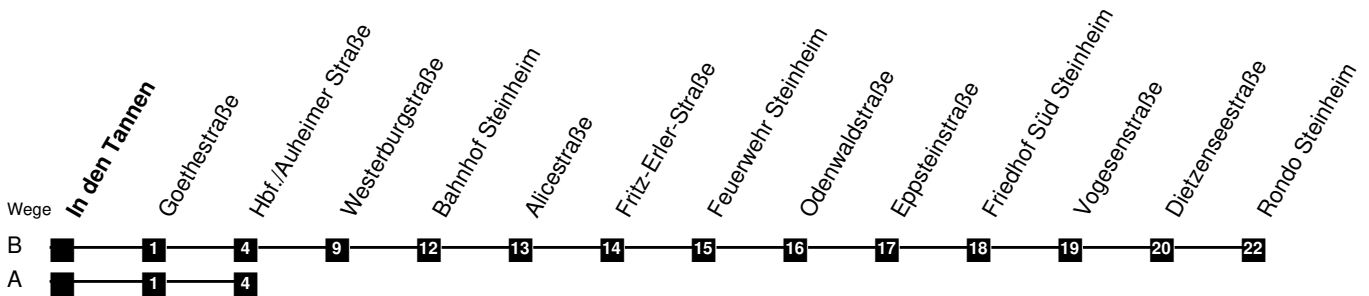 In den Tannen
Goethestraße
Hbf./Auheimer Straße
Westerburgstraße
Bahnhof Steinheim
Alicestraße
Fritz-Erler-Straße
Feuerwehr Steinheim
Odenwaldstraße
Eppsteinstraße
Friedhof Süd Steinheim
Vogesenstraße
Dietzenseestraße
Rondo Steinheim
Wege
B 1 4 9 12 13 14 15 16 17 18 19 20 22
A 1 4